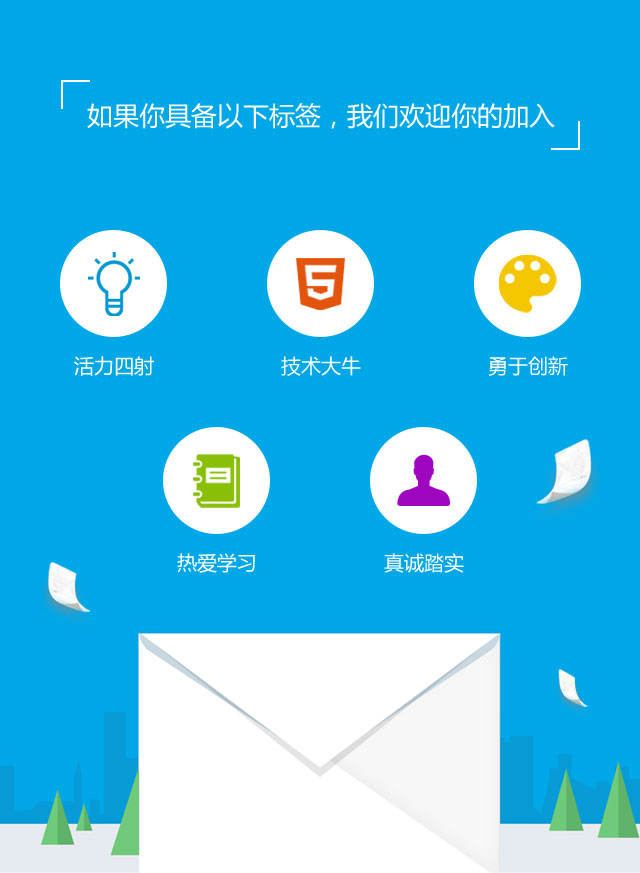 如果你具备以下标签，我们欢迎你的加入
活力四射
技术大牛
勇于创新
热爱学习
真诚踏实